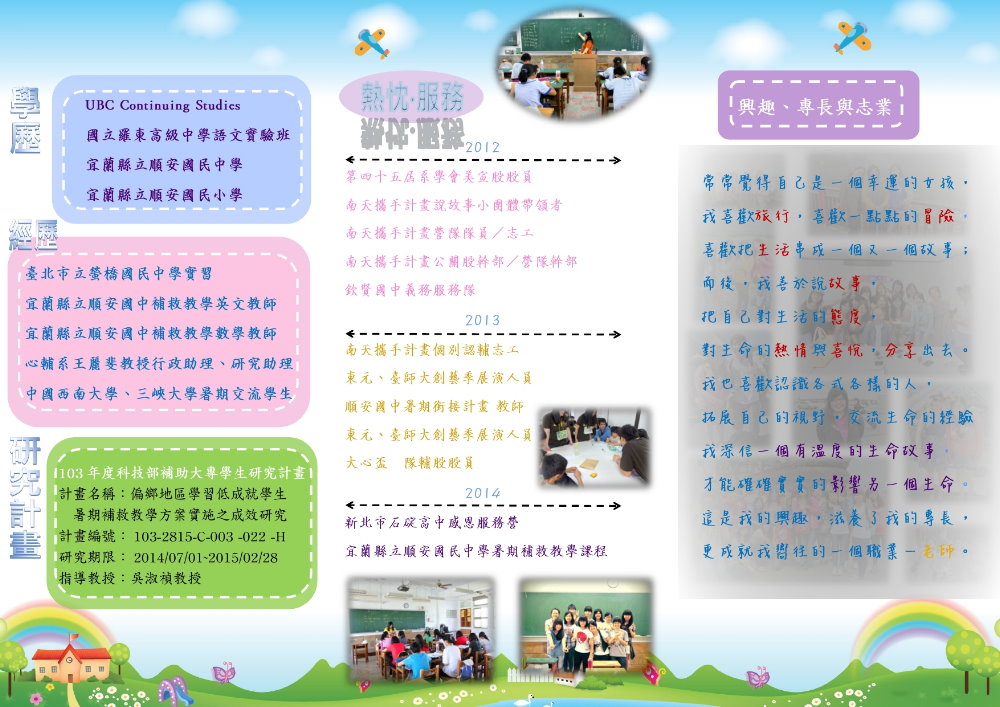 學歷
UBC Continuing Studies
國立羅東高級中學語文實驗班
宜蘭縣立順安國民中學
宜蘭縣立順安國民小學
經歷
臺北市立螢橋國民中學實習
宜蘭縣立順安國中補救教學英文教師
宜蘭縣立順安國中補救教學數學教師
心輔系王麗斐教授行政助理、研究助理
中國西南大學、三峽大學暑期交流學生
研究計畫
103 年度科技部補助大專學生研究計畫
計畫名稱：偏鄉地區學習低成就學生
暑期補救教學方案實施之成效研究
計畫編號： 103-2815-C-003 -022 -H
研究期限： 2014/07/01~2015/02/28
指導教授：吳淑禎教授
熱忱·服務
2012
第四十五屆系學會美宣股股員
南天攜手計畫說故事小團體帶領者
南天攜手計畫營隊隊員／志工
南天攜手計畫公關股幹部／營隊幹部
欽賢國中義務服務隊
2013
南天攜手計畫個別認輔志工
東元、臺師大創藝季展演人員
順安國中暑期銜接計畫 教師
東元、臺師大創藝季展演人員
大心盃 隊輔股股員
2014
新北市石碇高中感恩服務營
宜蘭縣立順安國民中學暑期補救教學課程
興趣、專長與志業
常常覺得自己是一個幸運的女孩，
我喜歡旅行，喜歡一點點的冒險，
喜歡把生活串成一個又一個故事；
而後，我善於說故事，
把自己對生活的態度，
對生命的熱情與喜悅，分享出去。
我也喜歡認識各式各樣的人，
拓展自己的視野，交流生命的經驗
我深信一個有溫度的生命故事，
才能確確實實的影響另一個生命。
這是我的興趣，滋養了我的專長，
更成就我嚮往的一個職業－老師。